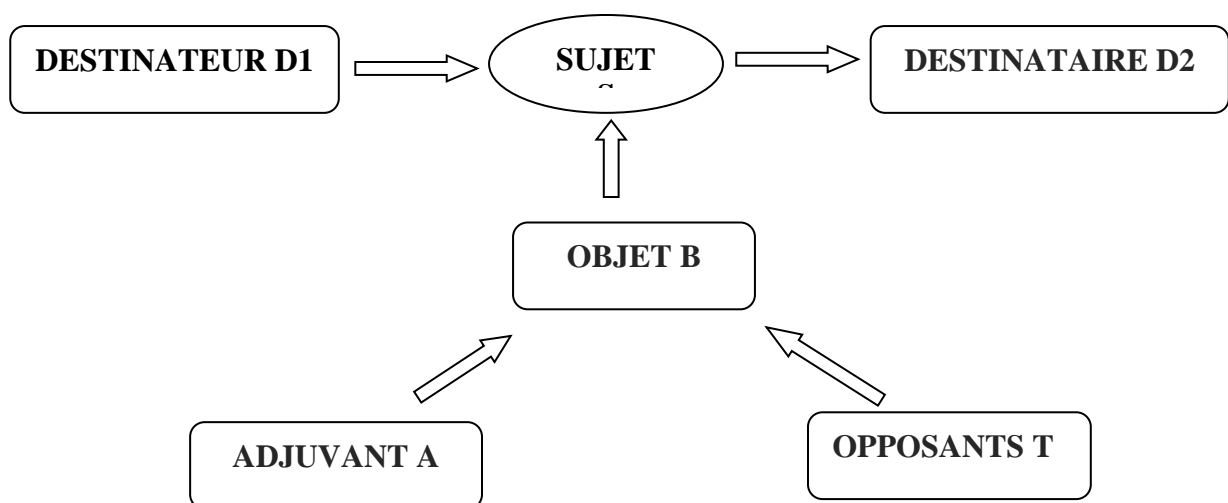 DESTINATEUR D1
SUJET
DESTINATAIRE D2
OBJET B
ADJUVANT A
OPPOSANTS T